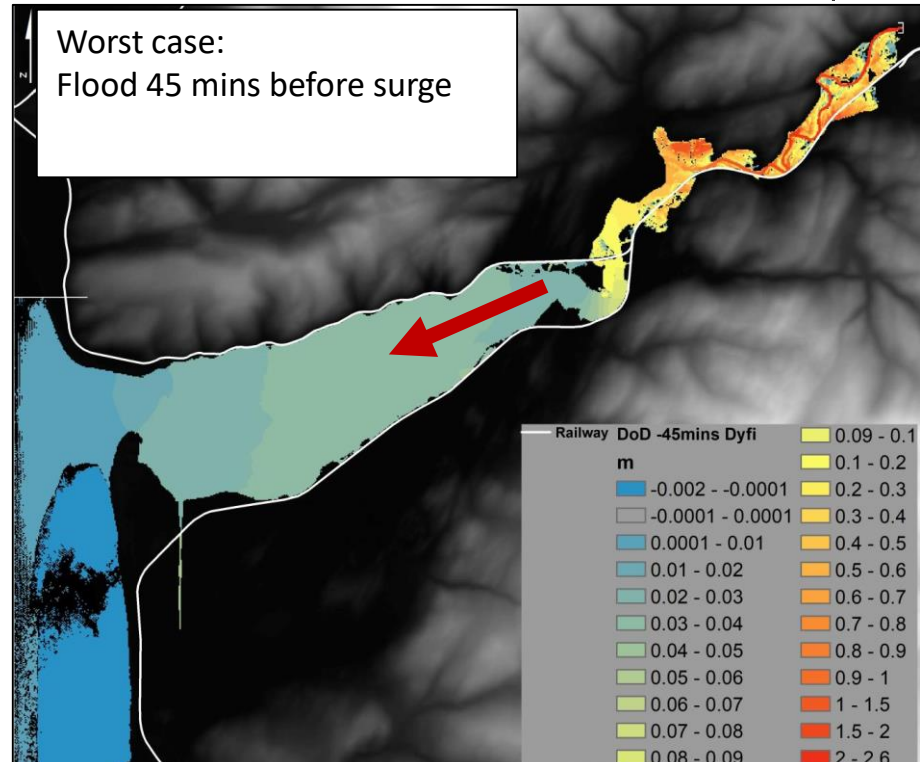 Worst case:
Flood 45 mins before surge
z
Railway DoD -45mins Dyfi
m
-0.002 - -0.0001
-0.0001 - 0.0001
0.0001 - 0.01
0.01 - 0.02
0.02 - 0.03
0.03 - 0.04
0.04 - 0.05
0.05 - 0.06
0.06 - 0.07
0.07 - 0.08
0.08 - 0.09
0.09 - 0.1
0.1 - 0.2
0.2 - 0.3
0.3 - 0.4
0.4 - 0.5
0.5 - 0.6
0.6 - 0.7
0.7 - 0.8
0.8 - 0.9
0.9 - 1
1 - 1.5
1.5 - 2
2 - 2.6